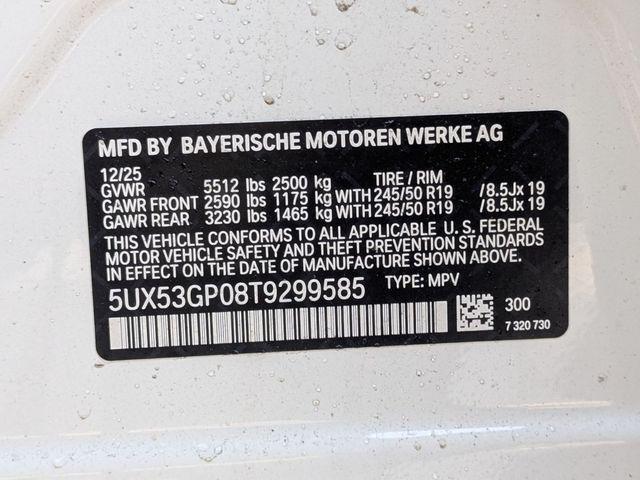 MFD BY BAYERISCHE MOTOREN WERKE AG
12/25
GVWR 5512 lbs 2500 kg TIRE / RIM
GAWR FRONT 2590 lbs 1175 kg WITH 245/50 R19 /8.5Jx 19
GAWR REAR 3230 lbs 1465 kg WITH 245/50 R19 /8.5Jx 19
THIS VEHICLE CONFORMS TO ALL APPLICABLE U. S. FEDERAL
MOTOR VEHICLE SAFETY AND THEFT PREVENTION STANDARDS
IN EFFECT ON THE DATE OF MANUFACTURE SHOWN ABOVE.
5UX53GP08T9299585 TYPE: MPV
300
7 320 730